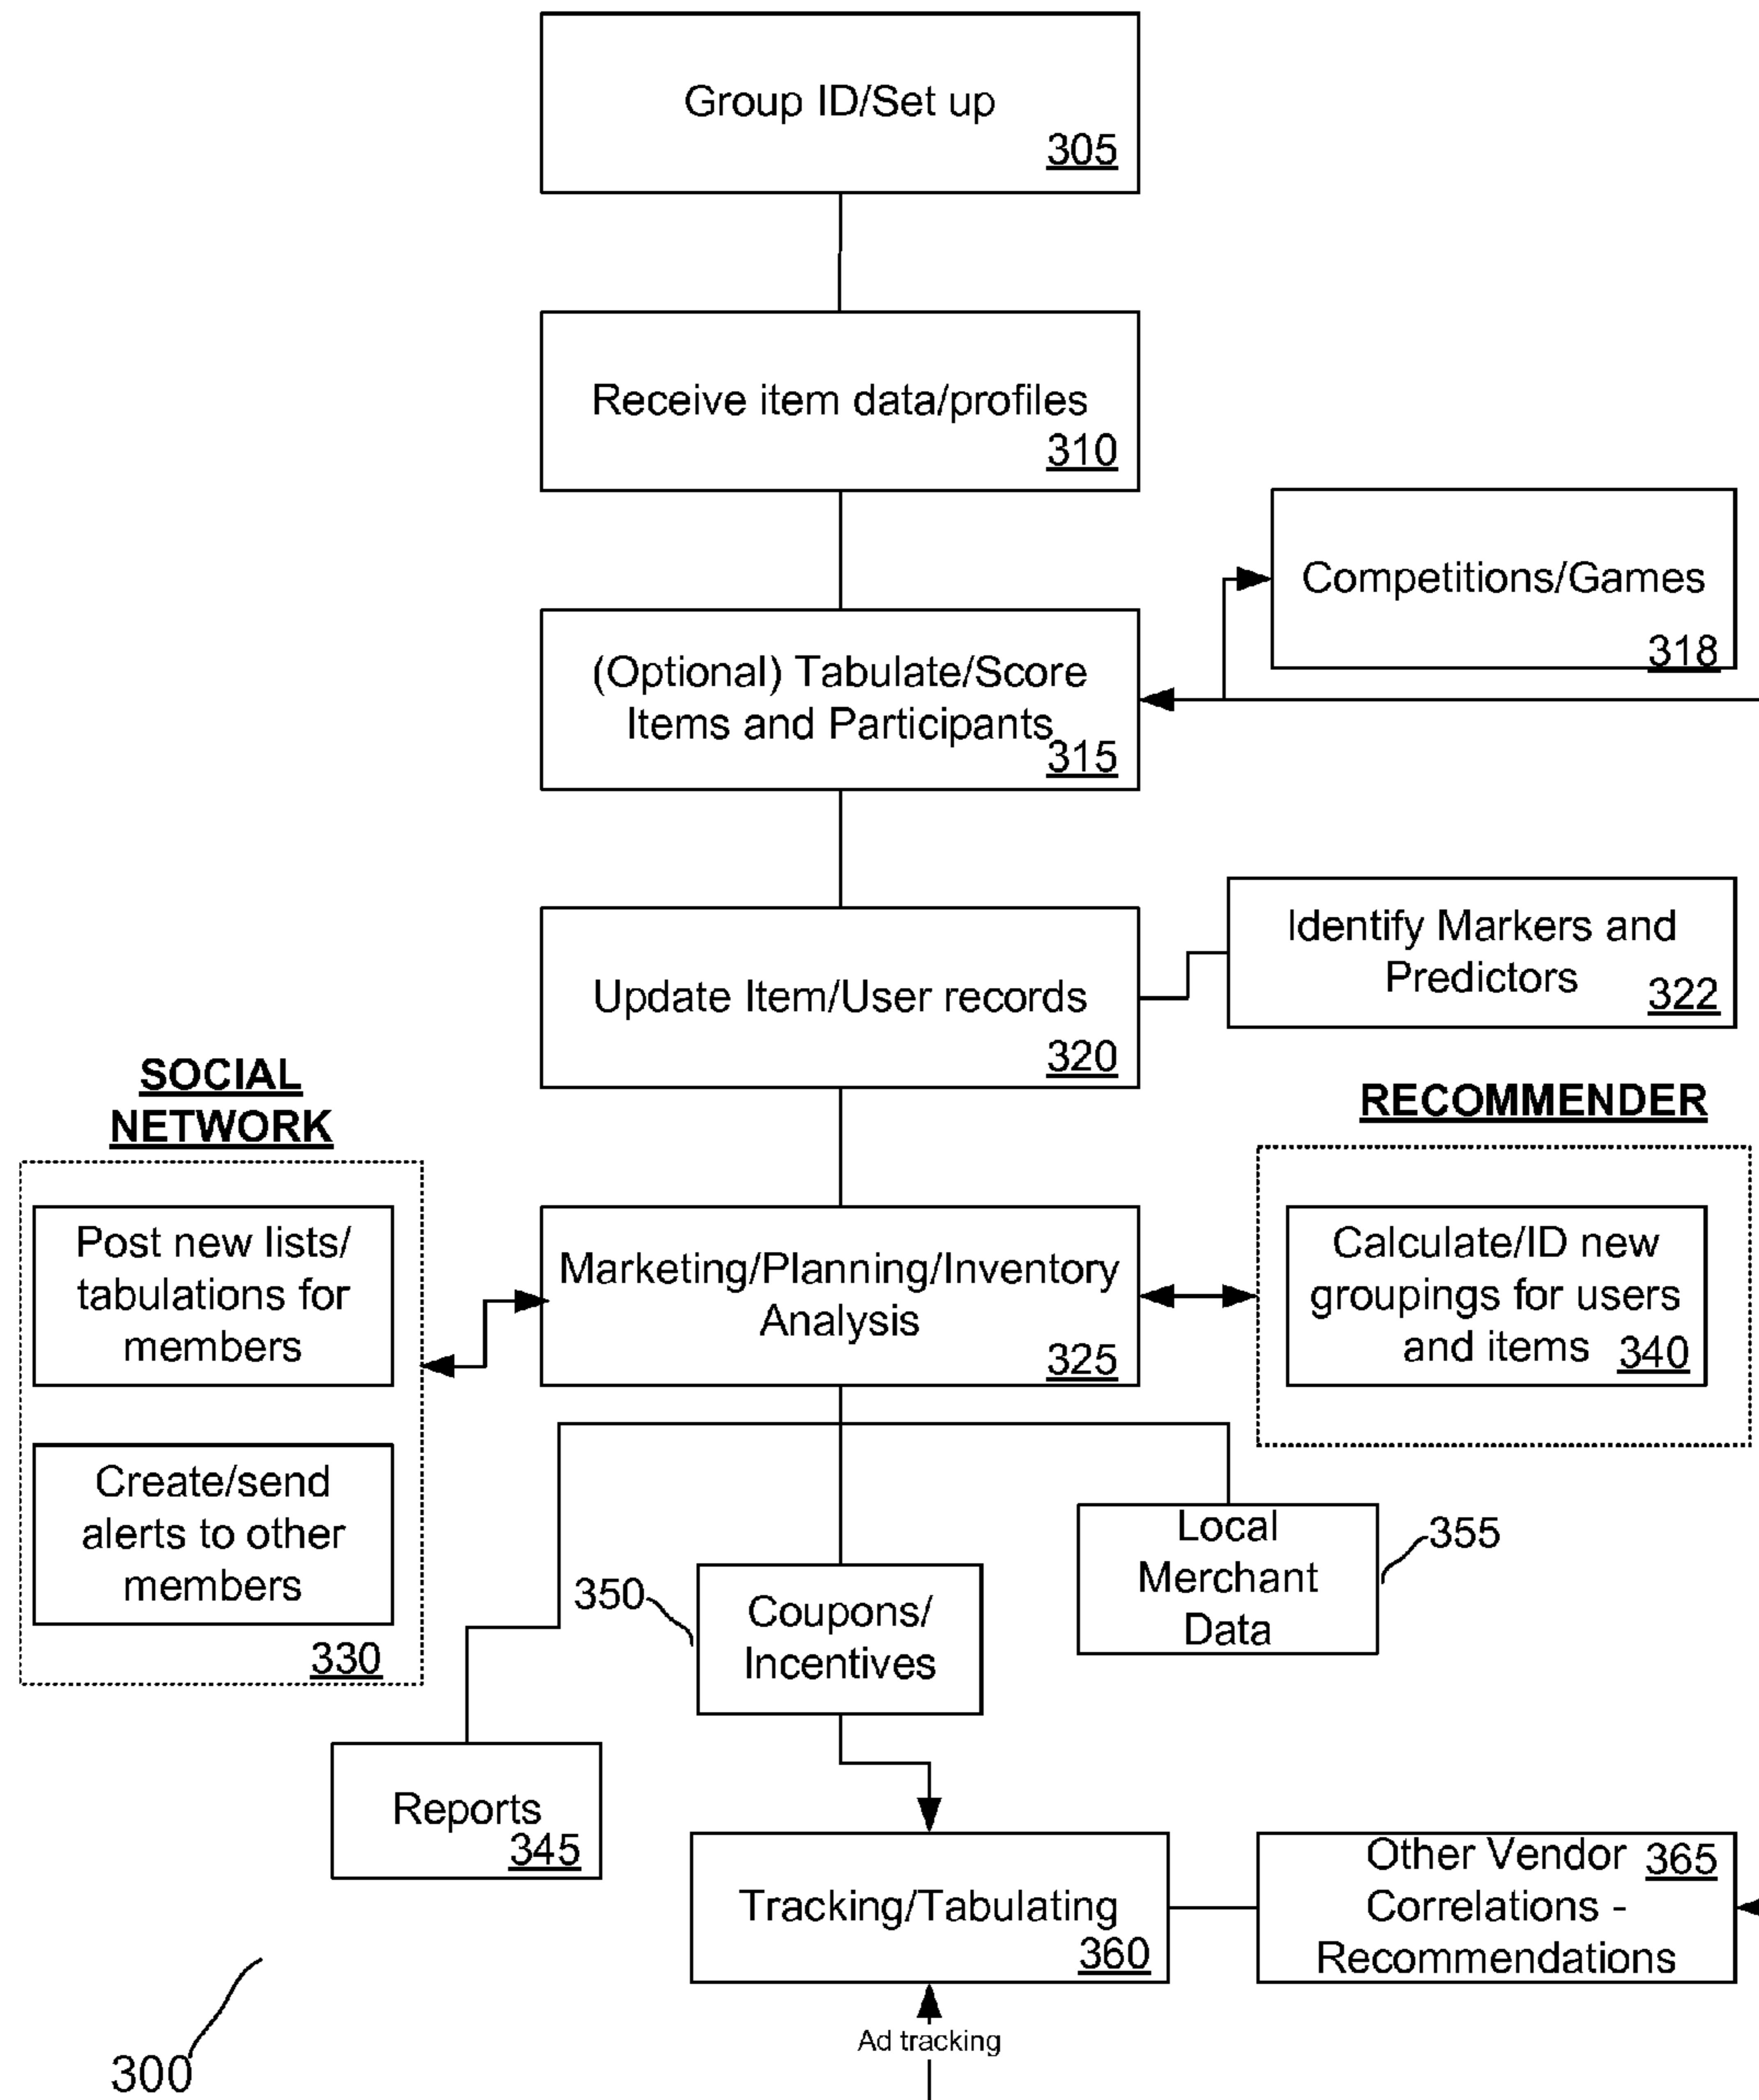 Group ID/Set up
305
Receive item data/profiles
310
Competitions/Games
318
(Optional) Tabulate/Score
Items and Participants
315
Identify Markers and
Predictors
322
Update Item/User records
320
SOCIAL
NETWORK
RECOMMENDER
Post new lists/
tabulations for
members
Marketing/Planning/Inventory
Analysis
325
Calculate/ID new
groupings for users
and items
340
Create/send
alerts to other
members
330
Local
Merchant
Data
355
350
Coupons/
Incentives
Reports
345
Tracking/Tabulating
360
Other Vendor
365
Correlations -
Recommendations
Ad tracking
300